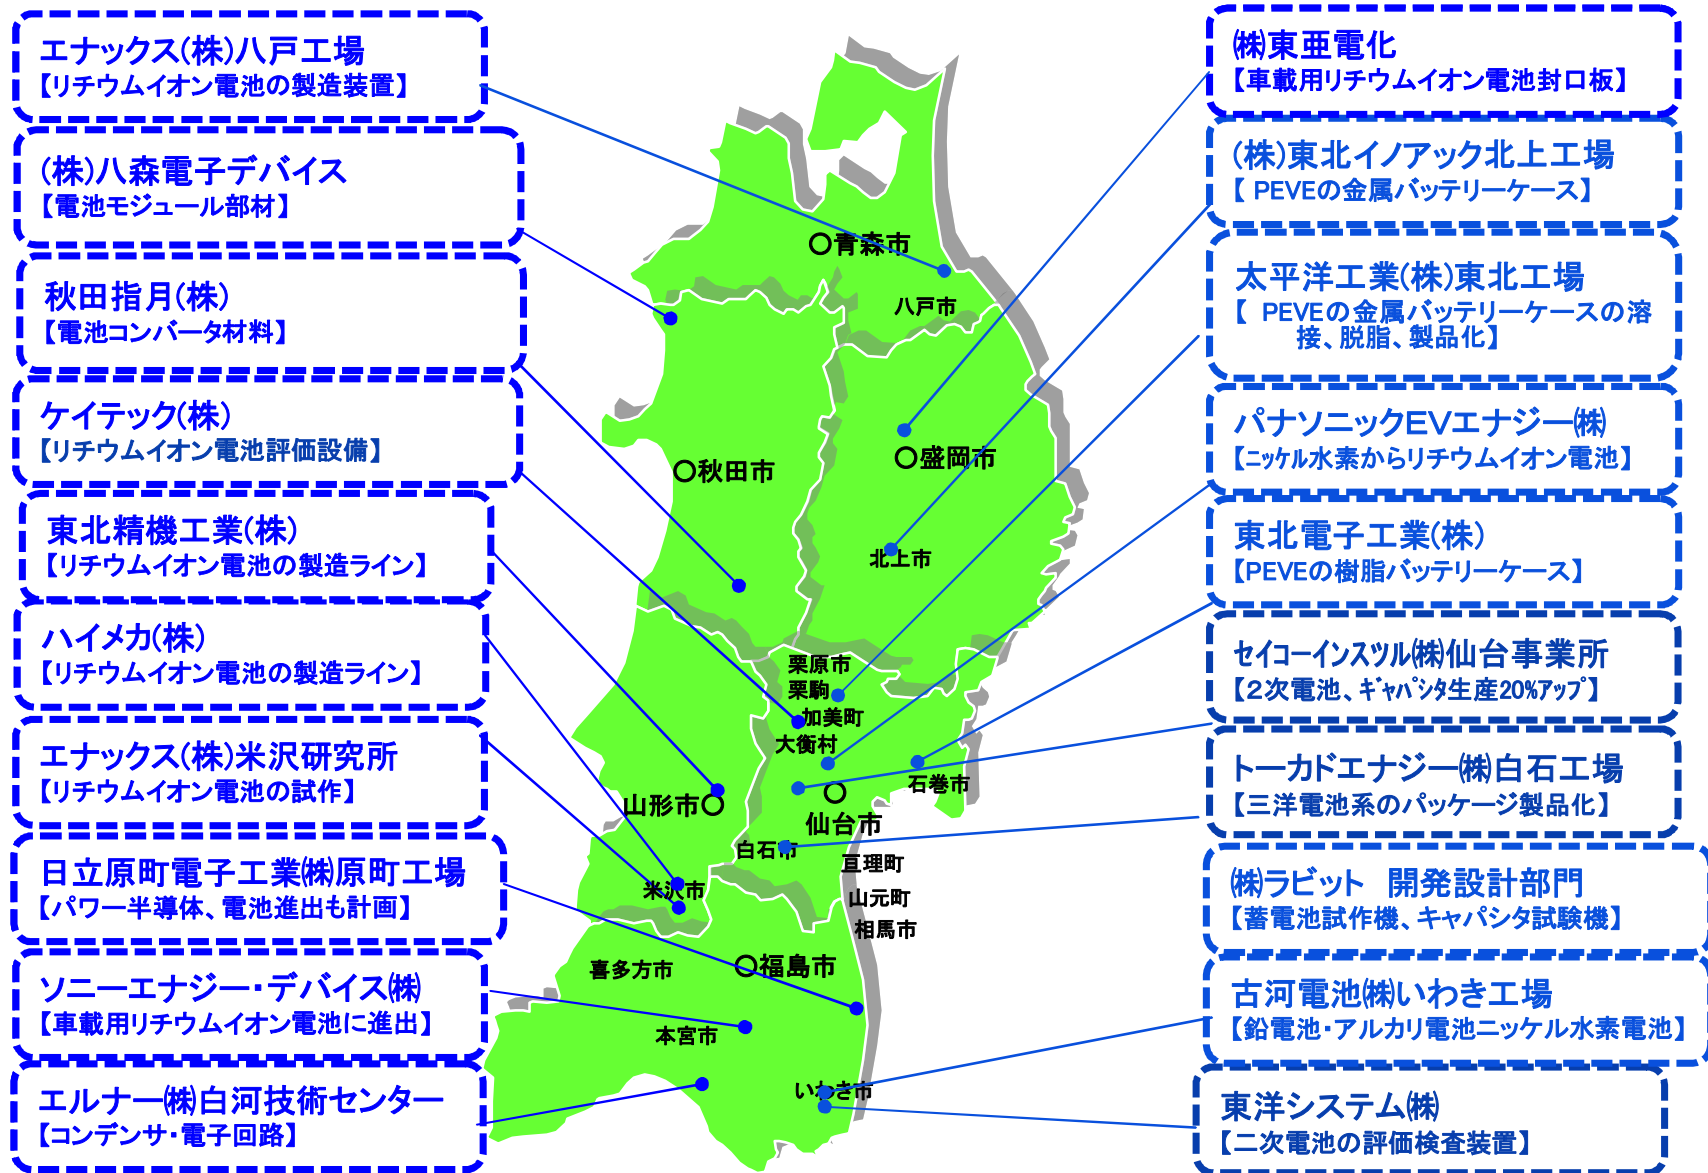 エナックス(株)八戸工場
【リチウムイオン電池の製造装置】
(株)八森電子デバイス
【電池モジュール部材】
秋田指月(株)
【電池コンバータ材料】
ケイテック(株)
【リチウムイオン電池評価設備】
東北精機工業(株)
【リチウムイオン電池の製造ライン】
ハイメカ(株)
【リチウムイオン電池の製造ライン】
エナックス(株)米沢研究所
【リチウムイオン電池の試作】
日立原町電子工業㈱原町工場
【パワー半導体、電池進出も計画】
ソニーエナジー・デバイス㈱
【車載用リチウムイオン電池に進出】
エルナー㈱白河技術センター
【コンデンサ・電子回路】
青森市
八戸市
秋田市
盛岡市
北上市
栗原市
栗駒
加美町
大衡村
石巻市
山形市
仙台市
白石市
亘理町
米沢市
山元町
相馬市
喜多方市
福島市
本宮市
いわき市
㈱東亜電化
【車載用リチウムイオン電池封口板】
(株)東北イノアック北上工場
【 PEVEの金属バッテリーケース】
太平洋工業(株)東北工場
【 PEVEの金属バッテリーケースの溶
接、脱脂、製品化】
パナソニックEVエナジー㈱
【ニッケル水素からリチウムイオン電池】
東北電子工業(株)
【PEVEの樹脂バッテリーケース】
セイコーインスツル㈱仙台事業所
【２次電池、ギャパシタ生産20%アップ】
トーカドエナジー㈱白石工場
【三洋電池系のパッケージ製品化】
㈱ラビット　開発設計部門
【蓄電池試作機、キャパシタ試験機】
古河電池㈱いわき工場
【鉛電池・アルカリ電池ニッケル水素電池】
東洋システム㈱
【二次電池の評価検査装置】